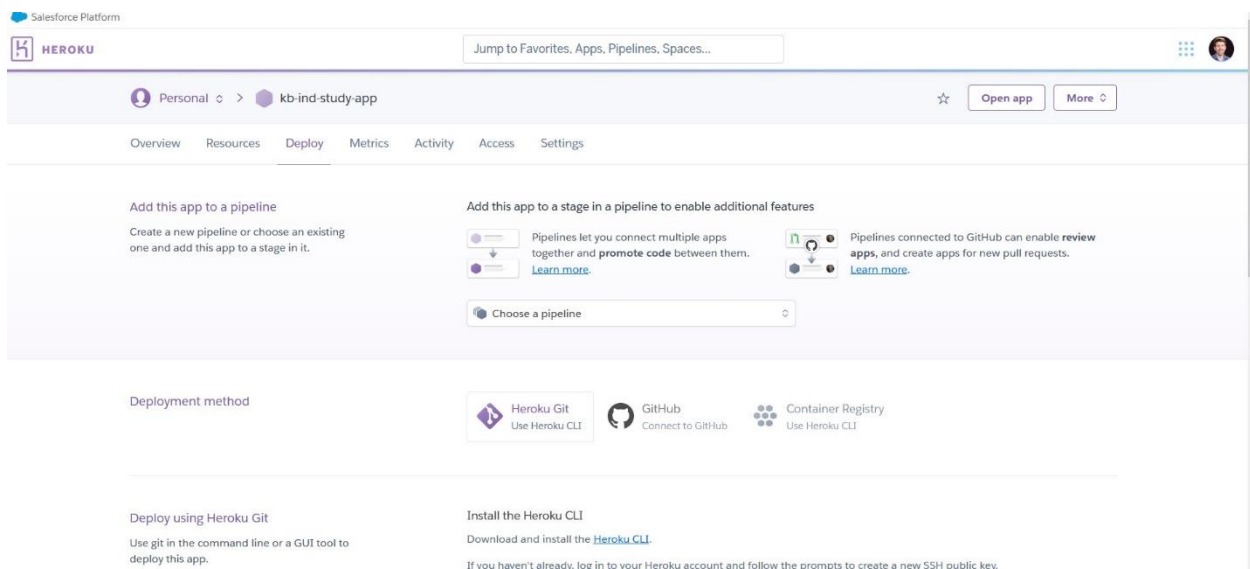 Salesforce Platform
HEROKU
Jump to Favorites, Apps, Pipelines, Spaces...
Personal > kb-ind-study-app
Open app
More
Overview Resources Deploy Metrics Activity Access Settings
Add this app to a pipeline
Create a new pipeline or choose an existing
one and add this app to a stage in it.
Add this app to a stage in a pipeline to enable additional features
Pipelines let you connect multiple apps
together and promote code between them.
Learn more.
Pipelines connected to GitHub can enable review
apps, and create apps for new pull requests.
Learn more.
Choose a pipeline
Deployment method
Heroku Git
Use Heroku CLI
GitHub
Connect to GitHub
Container Registry
Use Heroku CLI
Deploy using Heroku Git
Use git in the command line or a GUI tool to
deploy this app.
Install the Heroku CLI
Download and install the Heroku CLI.
If you haven't already, log in to your Heroku account and follow the prompts to create a new SSH public key.